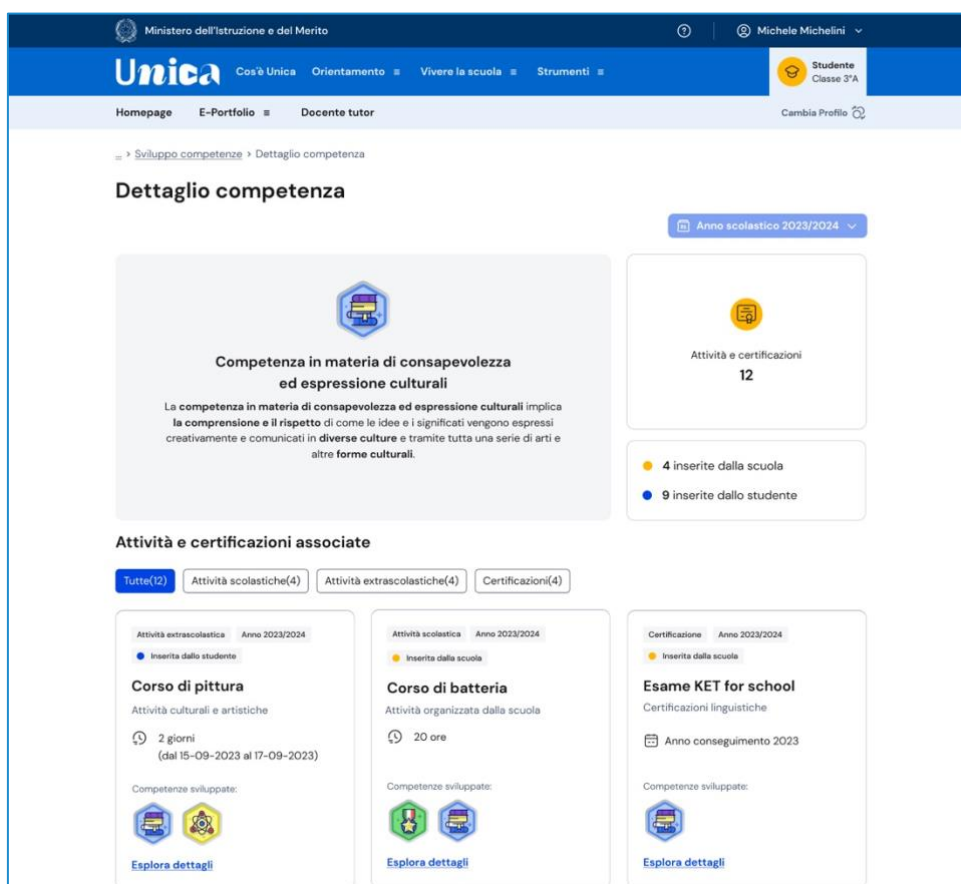 Ministero dell'Istruzione e del Merito
Michele Michelini
Unica
Cos'è Unica Orientamento Vivere la scuola Strumenti
Studente
Classe 3°A
Homepage E-Portfolio Docente tutor
Cambia Profilo
... > Sviluppo competenze > Dettaglio competenza
Dettaglio competenza
Anno scolastico 2023/2024
Competenza in materia di consapevolezza
ed espressione culturali
La competenza in materia di consapevolezza ed espressione culturali implica
la comprensione e il rispetto di come le idee e i significati vengono espressi
creativamente e comunicati in diverse culture e tramite tutta una serie di arti e
altre forme culturali.
Attività e certificazioni
12
4 inserite dalla scuola
9 inserite dallo studente
Attività e certificazioni associate
Tutte(12) Attività scolastiche(4) Attività extrascolastiche(4) Certificazioni(4)
Attività extrascolastica Anno 2023/2024
Inserita dallo studente
Corso di pittura
Attività culturali e artistiche
2 giorni
(dal 15-09-2023 al 17-09-2023)
Competenze sviluppate:
Esplora dettagli
Attività scolastica Anno 2023/2024
Inserita dalla scuola
Corso di batteria
Attività organizzata dalla scuola
20 ore
Competenze sviluppate:
Esplora dettagli
Certificazione Anno 2023/2024
Inserita dalla scuola
Esame KET for school
Certificazioni linguistiche
Anno conseguimento 2023
Competenze sviluppate:
Esplora dettagli